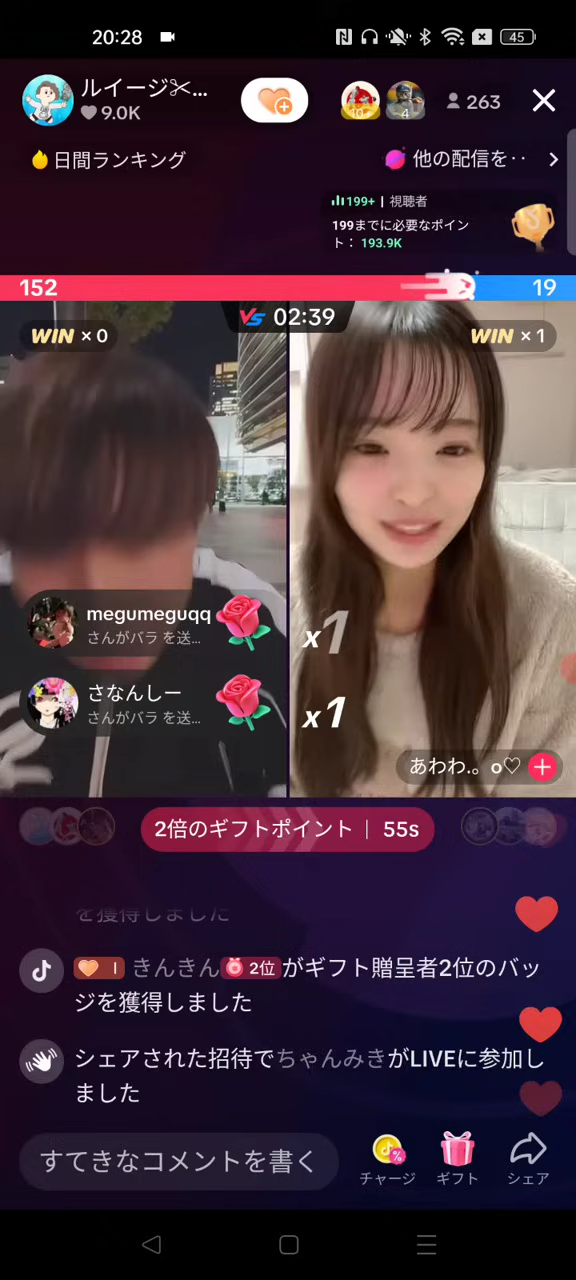 20:28
45
ルイージ✂...
9.0K
10
4
263
日間ランキング
他の配信を‥
199+ | 視聴者
199までに必要なポイン
ト： 193.9K
152
19
VS 02:39
WIN × 0
WIN × 1
megumeguqq
さんがバラ を送...
x1
さなんしー
さんがバラ を送...
x1
あわわ.。o♡
2倍のギフトポイント | 55s
を獲得しました
I きんきん 2位 がギフト贈呈者2位のバッ
ジを獲得しました
シェアされた招待でちゃんみきがLIVEに参加し
ました
すてきなコメントを書く
チャージ
ギフト
シェア